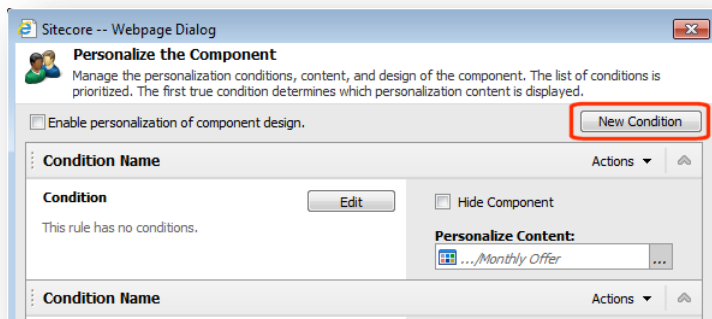 Sitecore -- Webpage Dialog
Personalize the Component
Manage the personalization conditions, content, and design of the component. The list of conditions is
prioritized. The first true condition determines which personalization content is displayed.
Enable personalization of component design.
New Condition
Condition Name
Actions
Condition
Edit
Hide Component
This rule has no conditions.
Personalize Content:
.../Monthly Offer
...
Condition Name
Actions